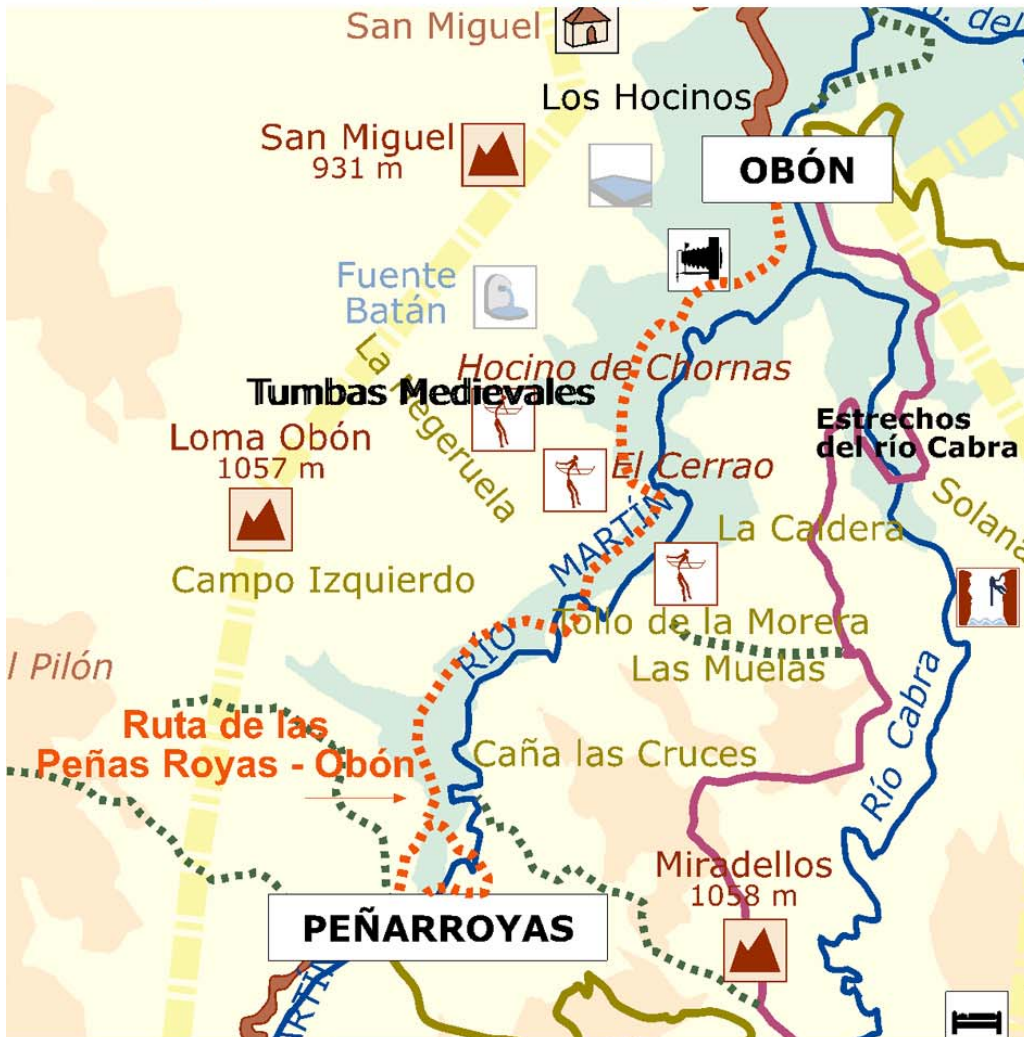 San Miguel
Los Hocinos
San Miguel
931 m
OBÓN
Fuente
Batán
Hocino de Chornas
Tumbas Medievales
Loma Obón
1057 m
El Cerrao
Estrechos
del río Cabra
Solana
La Caldera
MARTÍN
Campo Izquierdo
Tollo de la Morera
RÍO
Las Muelas
l Pilón
Ruta de las
Peñas Royas - Obón
Caña las Cruces
Río Cabra
Miradellos
1058 m
PEÑARROYAS